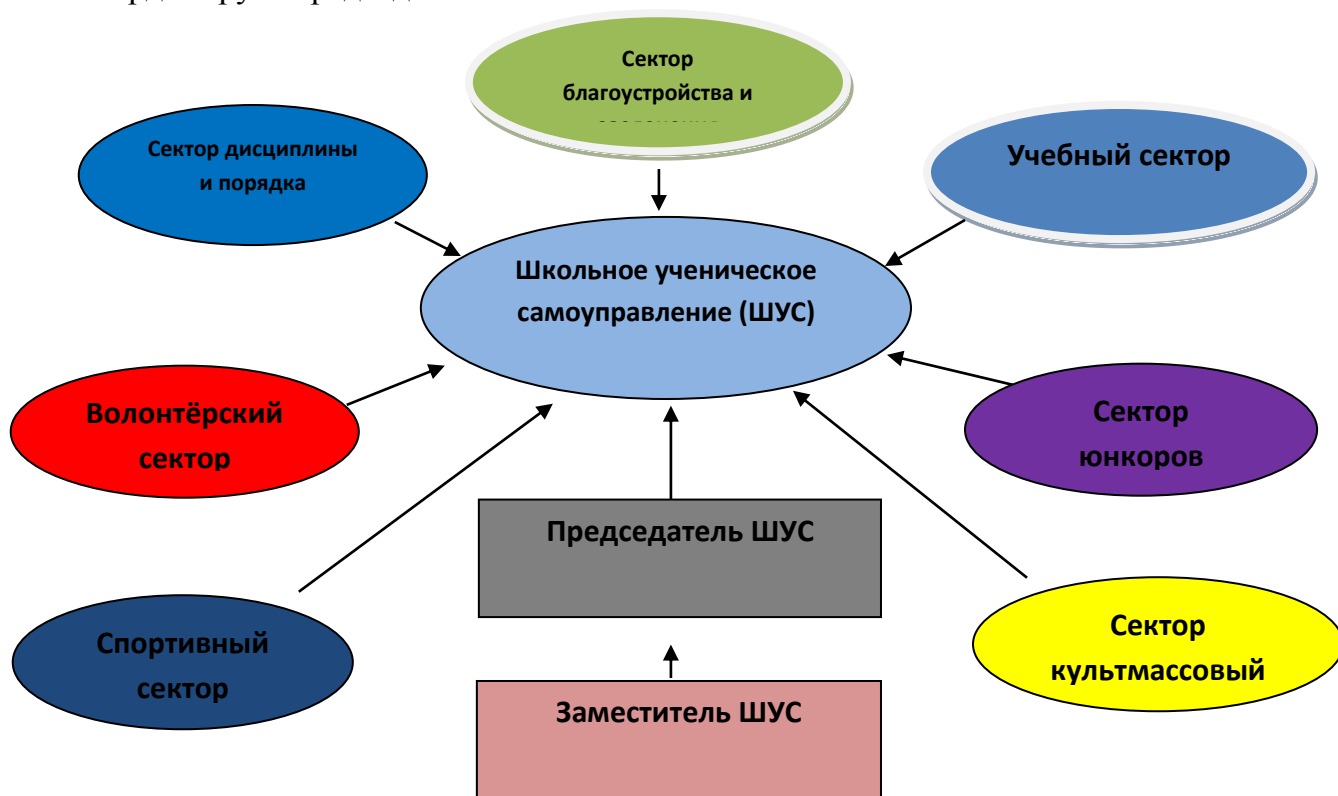 Сектор
благоустройства и
Сектор дисциплины
и порядка
Учебный сектор
Школьное ученическое
самоуправление (ШУС)
Волонтёрский
сектор
Сектор
юнкоров
Председатель ШУС
Спортивный
сектор
Сектор
культмассовый
Заместитель ШУС